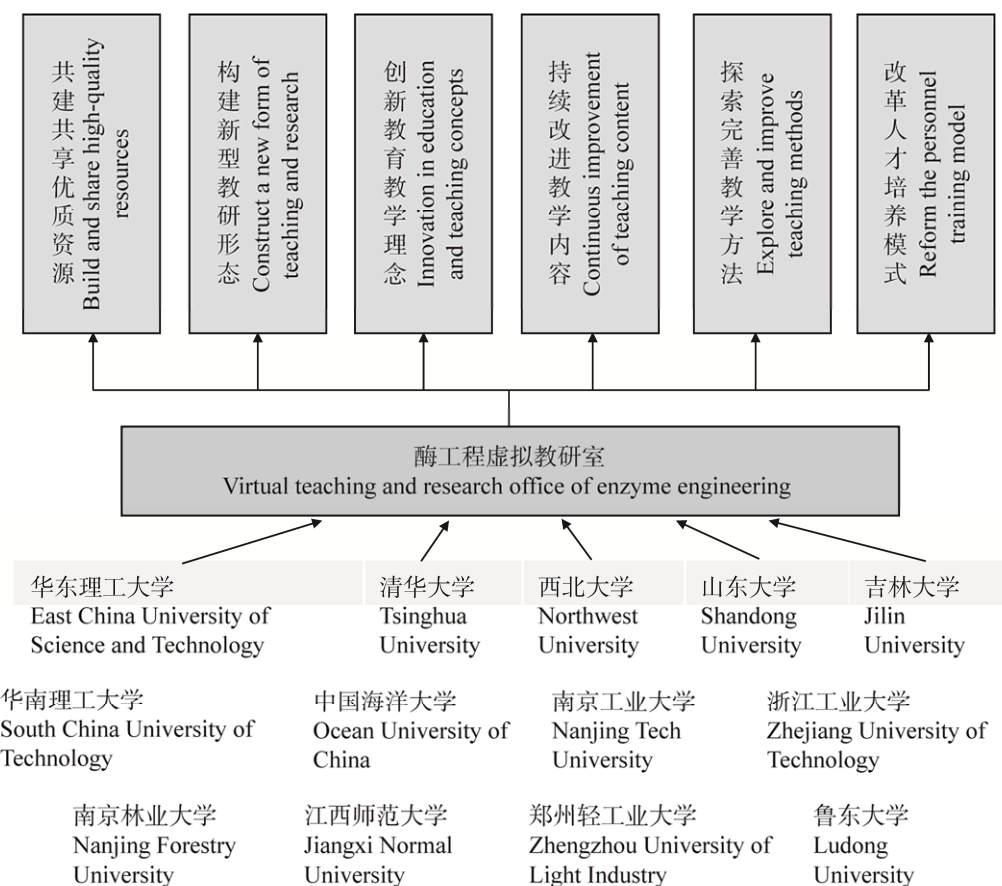 共建共享优质资源
Build and share high-quality
resources
构建新型教研形态
Construct a new form of
teaching and research
创新教育教学理念
Innovation in education
and teaching concepts
持续改进教学内容
Continuous improvement
of teaching content
探索完善教学方法
Explore and improve
teaching methods
改革人才培养模式
Reform the personnel
training model
酶工程虚拟教研室
Virtual teaching and research office of enzyme engineering
华东理工大学
East China University of
Science and Technology
清华大学
Tsinghua
University
西北大学
Northwest
University
山东大学
Shandong
University
吉林大学
Jilin
University
华南理工大学
South China University of
Technology
中国海洋大学
Ocean University of
China
南京工业大学
Nanjing Tech
University
浙江工业大学
Zhejiang University of
Technology
南京林业大学
Nanjing Forestry
University
江西师范大学
Jiangxi Normal
University
郑州轻工业大学
Zhengzhou University of
Light Industry
鲁东大学
Ludong
University